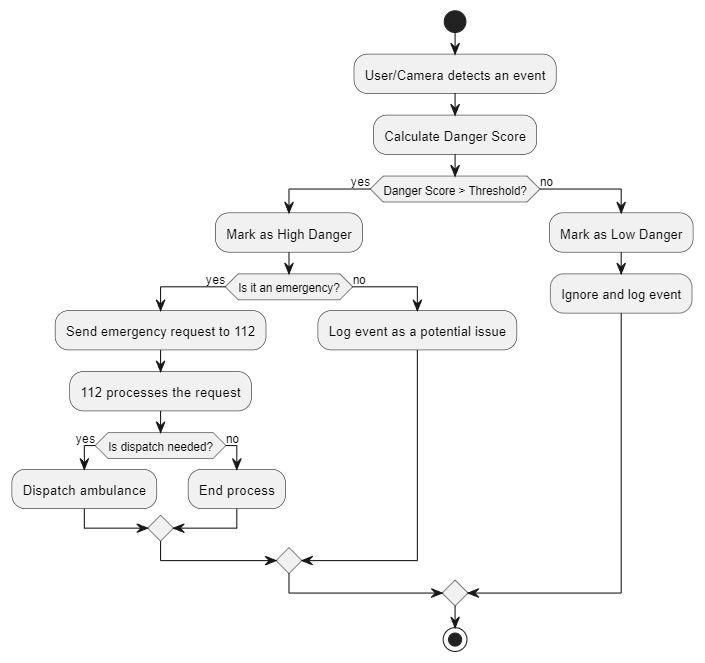 User/Camera detects an event
Calculate Danger Score
yes
Danger Score > Threshold?
no
Mark as High Danger
Mark as Low Danger
yes
Is it an emergency?
no
Ignore and log event
Send emergency request to 112
Log event as a potential issue
112 processes the request
yes
Is dispatch needed?
no
Dispatch ambulance
End process